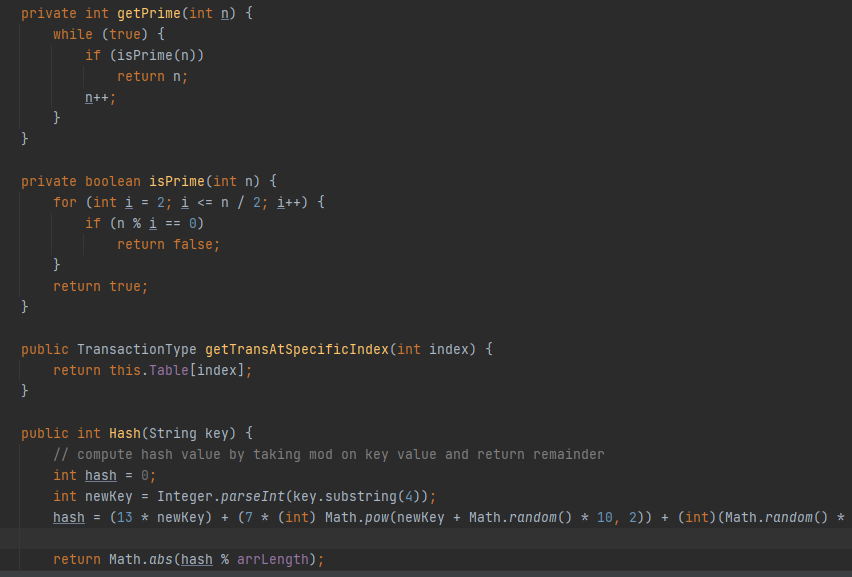 private int getPrime(int n) {
while (true) {
if (isPrime(n))
return n;
n++;
}
}
private boolean isPrime(int n) {
for (int i = 2; i <= n / 2; i++) {
if (n % i == 0)
return false;
}
return true;
}
public TransactionType getTransAtSpecificIndex(int index) {
return this.Table[index];
}
public int Hash(String key) {
// compute hash value by taking mod on key value and return remainder
int hash = 0;
int newKey = Integer.parseInt(key.substring(4));
hash = (13 * newKey) + (7 * (int) Math.pow(newKey + Math.random() * 10, 2)) + (int)(Math.random() *
return Math.abs(hash % arrLength);